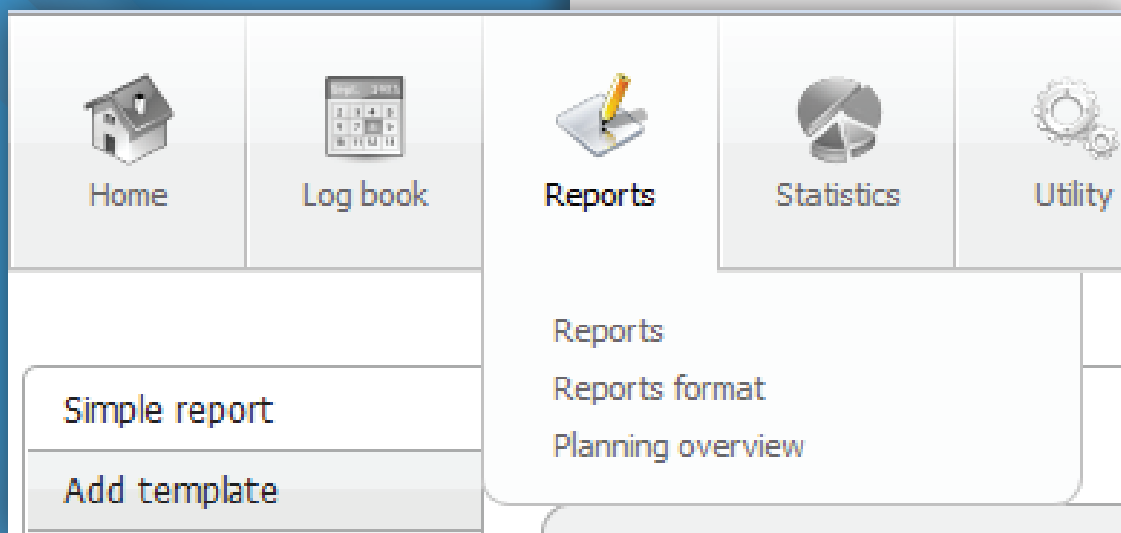 Home
Log book
Reports
Statistics
Utility
Reports
Reports format
Planning overview
Simple report
Add template